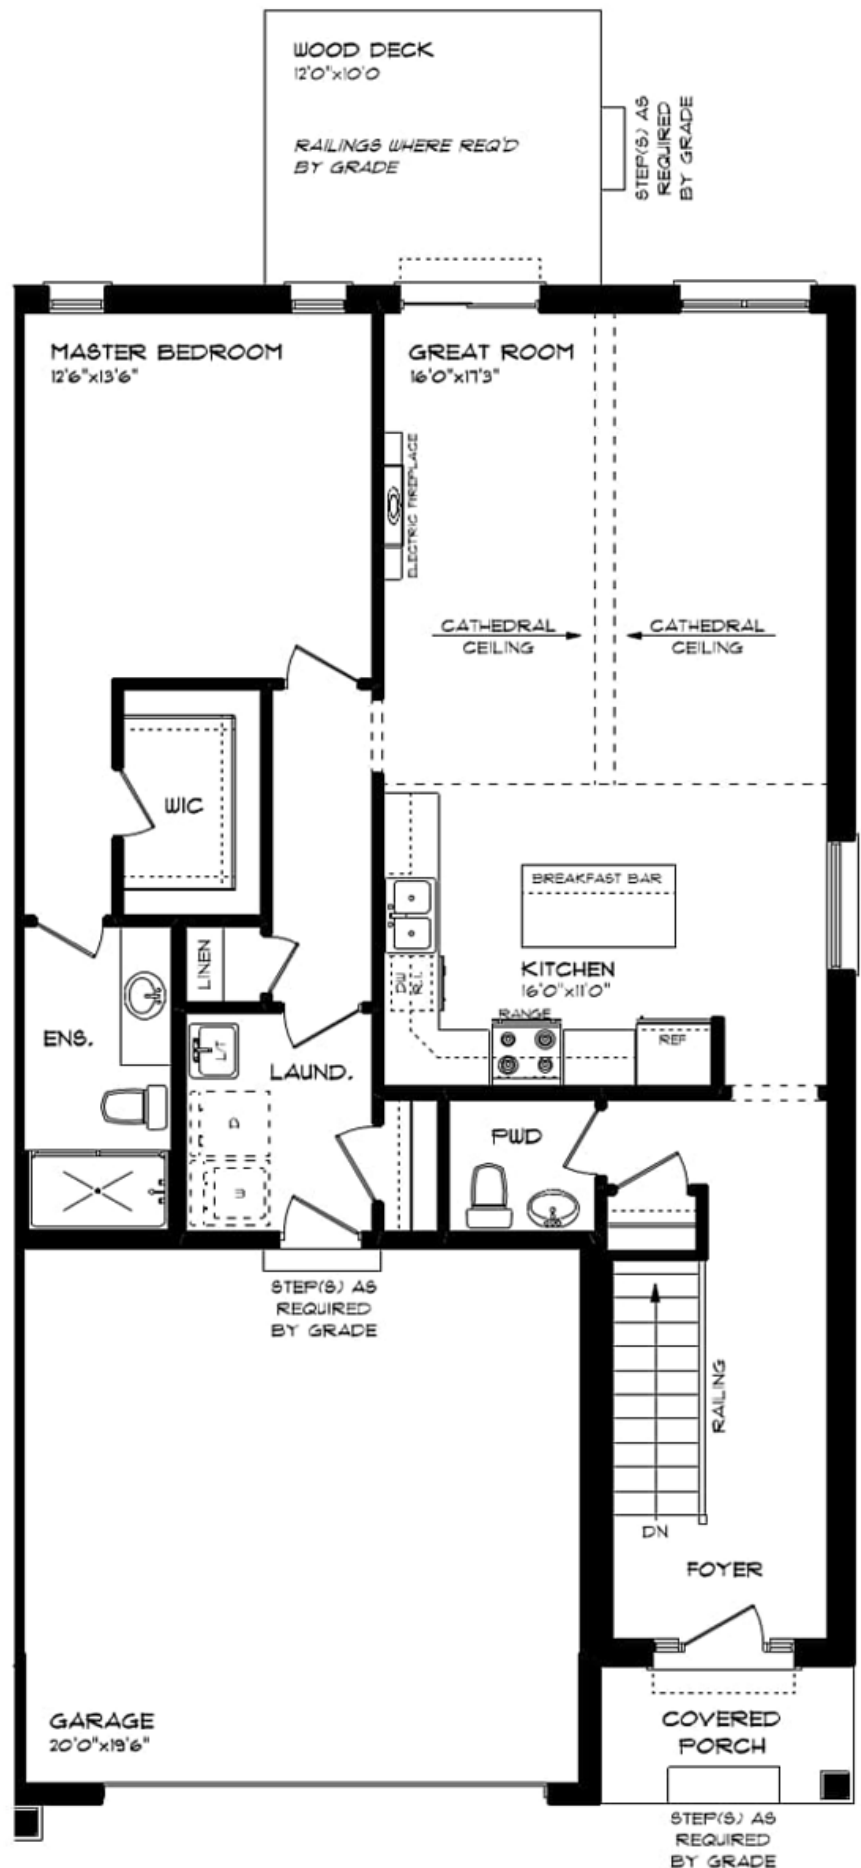 WOOD DECK
12'0"x10'0
RAILINGS WHERE REQ'D
BY GRADE
STEP(S) AS
REQUIRED
BY GRADE
MASTER BEDROOM
12'6"x13'6"
GREAT ROOM
16'0"x17'3"
ELECTRIC FIREPLACE
CATHEDRAL
CEILING
CATHEDRAL
CEILING
WIC
BREAKFAST BAR
LINEN
DW
R.I.
KITCHEN
16'0"x11'0"
RANGE
REF
ENS.
L/T
LAUND.
D
W
PWD
STEP(S) AS
REQUIRED
BY GRADE
RAILING
DN
FOYER
GARAGE
20'0"x19'6"
COVERED
PORCH
STEP(S) AS
REQUIRED
BY GRADE